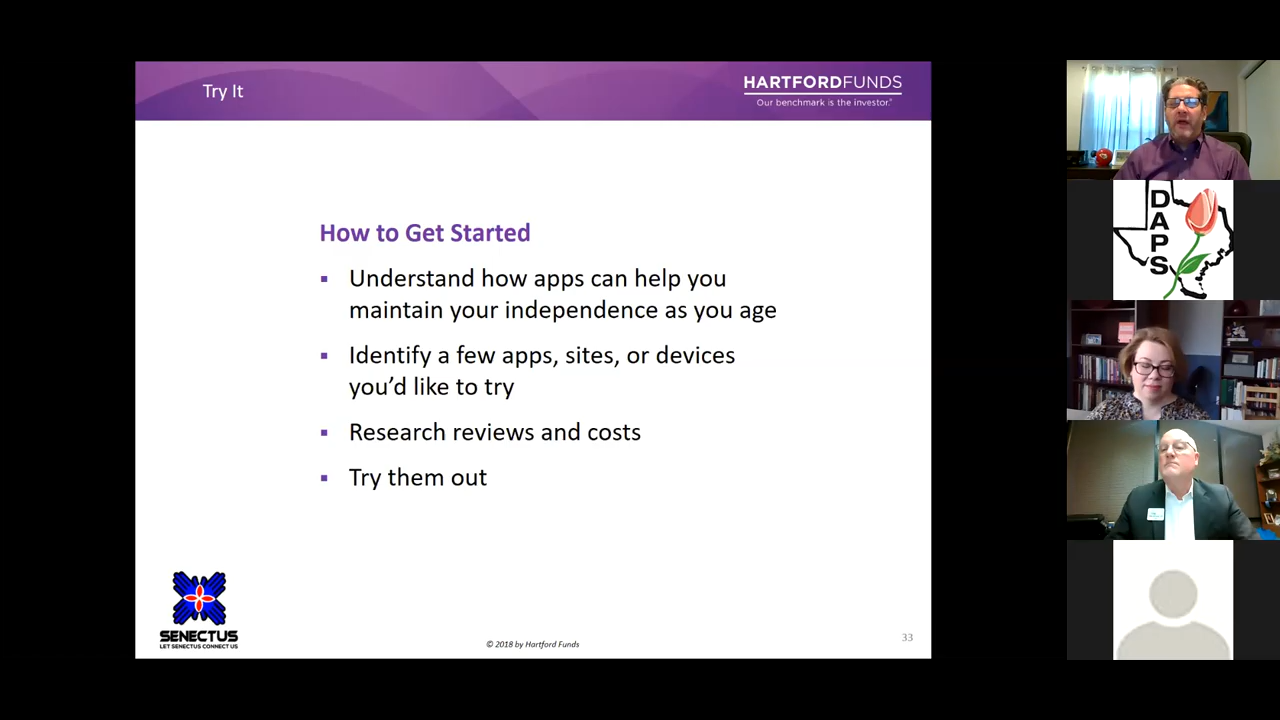 Try It
HARTFORDFUNDS
Our benchmark is the investor.®
How to Get Started
▪ Understand how apps can help you
maintain your independence as you age
▪ Identify a few apps, sites, or devices
you’d like to try
▪ Research reviews and costs
▪ Try them out
SENECTUS
LET SENECTUS CONNECT US
© 2018 by Hartford Funds
33
DAPS